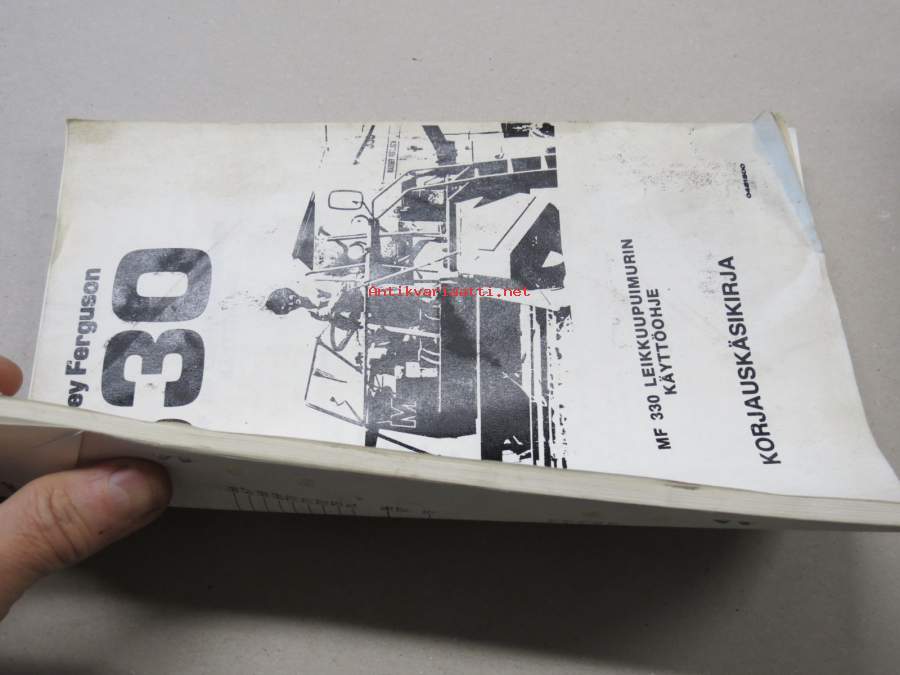 ey Ferguson
30
M
MF 330 LEIKKUUPUIMURIN
KÄYTTÖOHJE
KORJAUSKÄSIKIRJA
Antikvariaatti.net